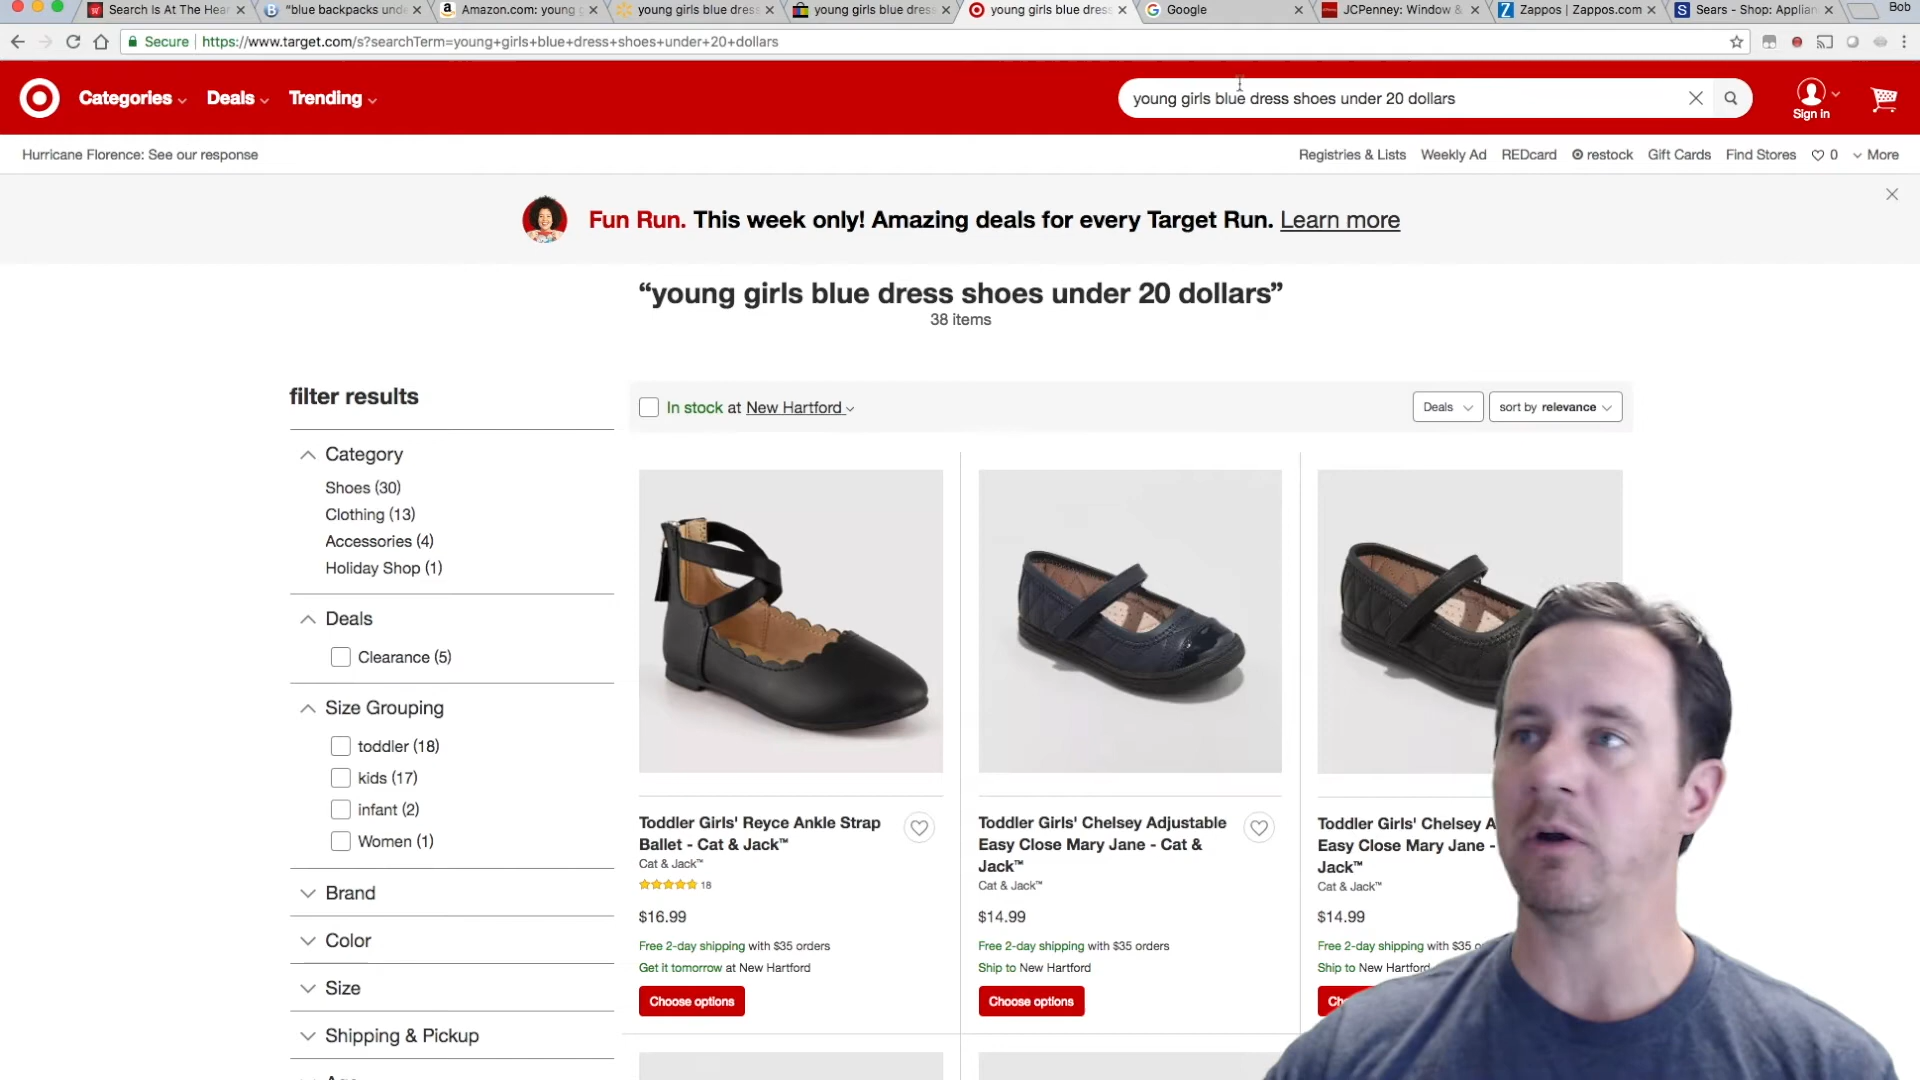 Search Is At The Hear
"blue backpacks und
Amazon.com: young g
young girls blue dress
young girls blue dress
young girls blue dress
Google
JCPenney: Window &
Zappos | Zappos.com
Sears - Shop: Applian
Bob
Secure
https://www.target.com/s?searchTerm=young+girls+blue+dress+shoes+under+20+dollars
Categories
Deals
Trending
young girls blue dress shoes under 20 dollars
Sign in
Hurricane Florence: See our response
Registries & Lists
Weekly Ad
REDcard
restock
Gift Cards
Find Stores
0
More
Fun Run. This week only! Amazing deals for every Target Run. Learn more
“young girls blue dress shoes under 20 dollars”
38 items
filter results
In stock at New Hartford
Deals
sort by relevance
Category
Shoes (30)
Clothing (13)
Accessories (4)
Holiday Shop (1)
Deals
Clearance (5)
Size Grouping
toddler (18)
kids (17)
infant (2)
Women (1)
Brand
Color
Size
Shipping & Pickup
Toddler Girls' Reyce Ankle Strap
Ballet - Cat & Jack™
Cat & Jack™
18
$16.99
Free 2-day shipping with $35 orders
Get it tomorrow at New Hartford
Choose options
Toddler Girls' Chelsey Adjustable
Easy Close Mary Jane - Cat &
Jack™
Cat & Jack™
$14.99
Free 2-day shipping with $35 orders
Ship to New Hartford
Choose options
Toddler Girls' Chelsey A
Easy Close Mary Jane -
Jack™
Cat & Jack™
$14.99
Free 2-day shipping with $35 o
Ship to New Hartford
Ch